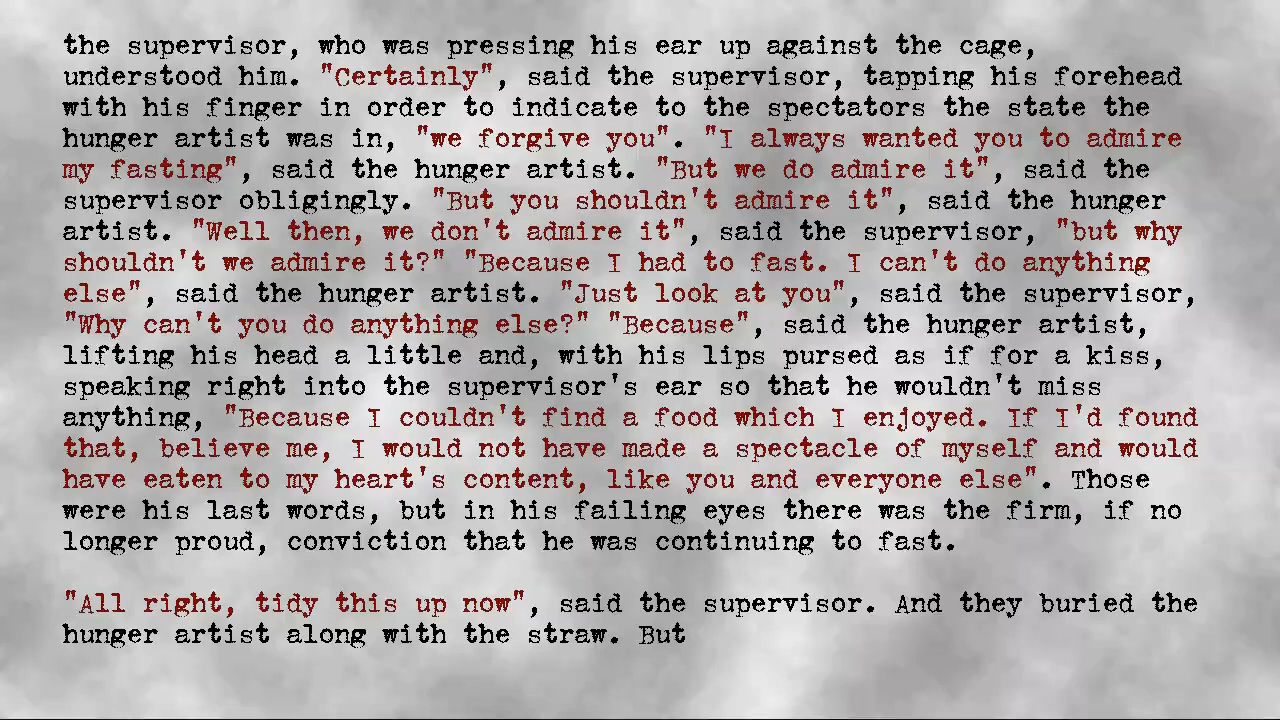 the supervisor, who was pressing his ear up against the cage,
understood him. "Certainly", said the supervisor, tapping his forehead
with his finger in order to indicate to the spectators the state the
hunger artist was in, "we forgive you". "I always wanted you to admire
my fasting", said the hunger artist. "But we do admire it", said the
supervisor obligingly. "But you shouldn't admire it", said the hunger
artist. "Well then, we don't admire it", said the supervisor, "but why
shouldn't we admire it?" "Because I had to fast. I can't do anything
else", said the hunger artist. "Just look at you", said the supervisor,
"Why can't you do anything else?" "Because", said the hunger artist,
lifting his head a little and, with his lips pursed as if for a kiss,
speaking right into the supervisor's ear so that he wouldn't miss
anything, "Because I couldn't find a food which I enjoyed. If I'd found
that, believe me, I would not have made a spectacle of myself and would
have eaten to my heart's content, like you and everyone else". Those
were his last words, but in his failing eyes there was the firm, if no
longer proud, conviction that he was continuing to fast.

"All right, tidy this up now", said the supervisor. And they buried the
hunger artist along with the straw. But